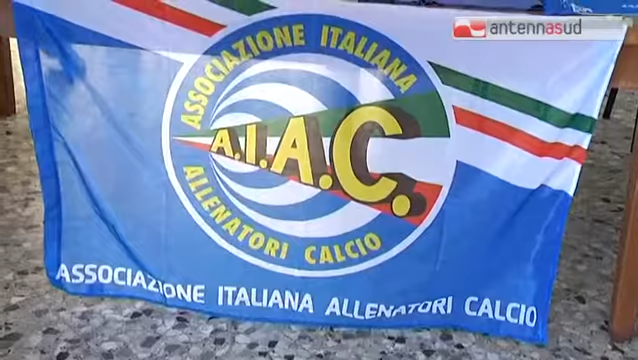 antennasud
ASSOCIAZIONE ITALIANA
A.I.A.C.
ALLENATORI CALCIO
ASSOCIAZIONE ITALIANA ALLENATORI CALCIO